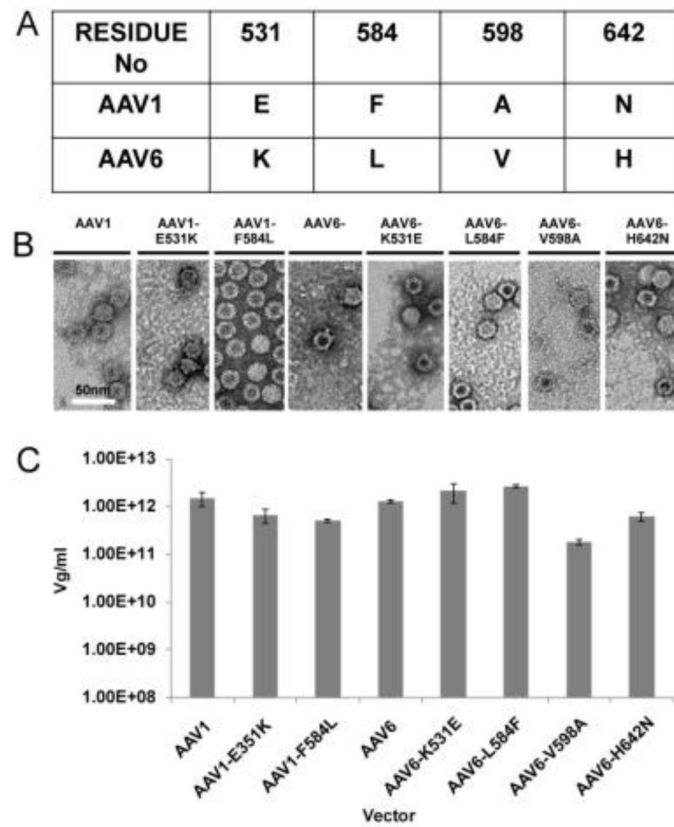 A
RESIDUE No 531 584 598 642
AAV1 E F A N
AAV6 K L V H
B
AAV1 AAV1-E531K AAV1-F584L AAV6- AAV6-K531E AAV6-L584F AAV6-V598A AAV6-H642N
50nm
C
1.00E+13
1.00E+12
1.00E+11
1.00E+10
1.00E+09
1.00E+08
Vg/ml
AAV1 AAV1-E351K AAV1-F584L AAV6 AAV6-K531E AAV6-L584F AAV6-V598A AAV6-H642N
Vector